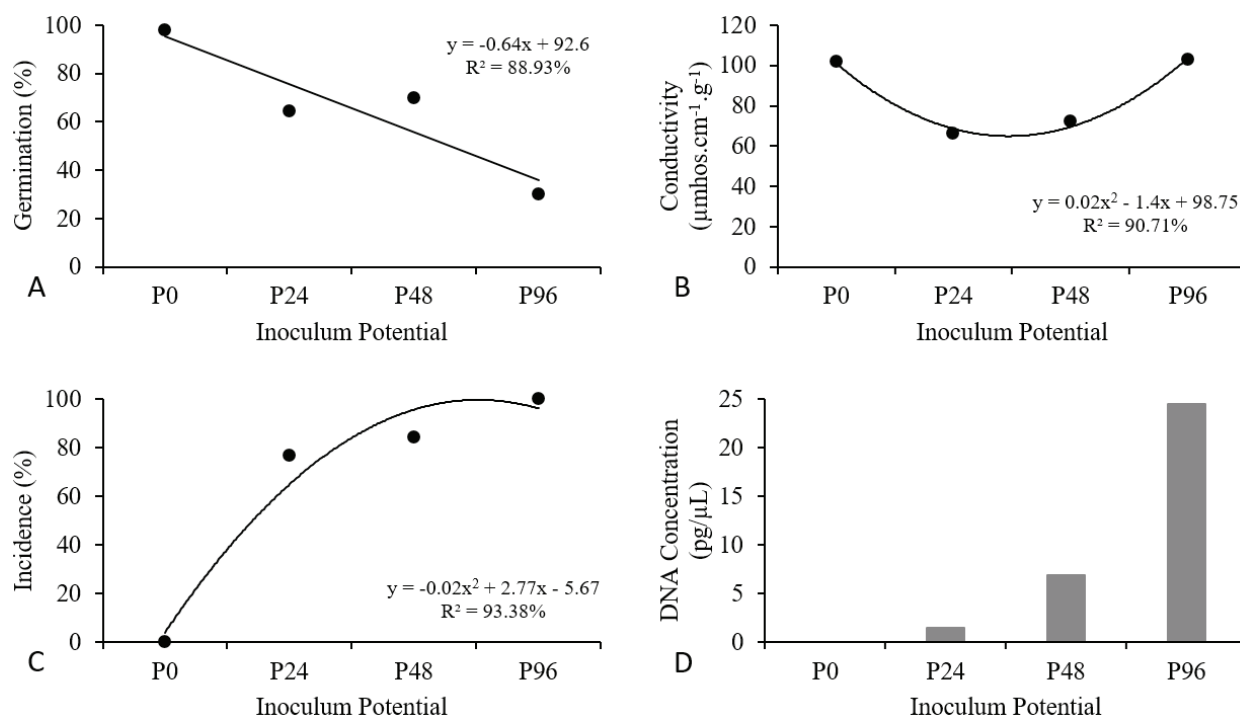 100
80
60
40
20
0
Germination (%)
y = -0.64x + 92.6
R² = 88.93%
P0 P24 P48 P96
Inoculum Potential
A
120
100
80
60
40
20
0
Conductivity
(µmhos.cm⁻¹.g⁻¹)
y = 0.02x² - 1.4x + 98.75
R² = 90.71%
P0 P24 P48 P96
Inoculum Potential
B
100
80
60
40
20
0
Incidence (%)
y = -0.02x² + 2.77x - 5.67
R² = 93.38%
P0 P24 P48 P96
Inoculum Potential
C
25
20
15
10
5
0
DNA Concentration
(pg/µL)
P0 P24 P48 P96
Inoculum Potential
D